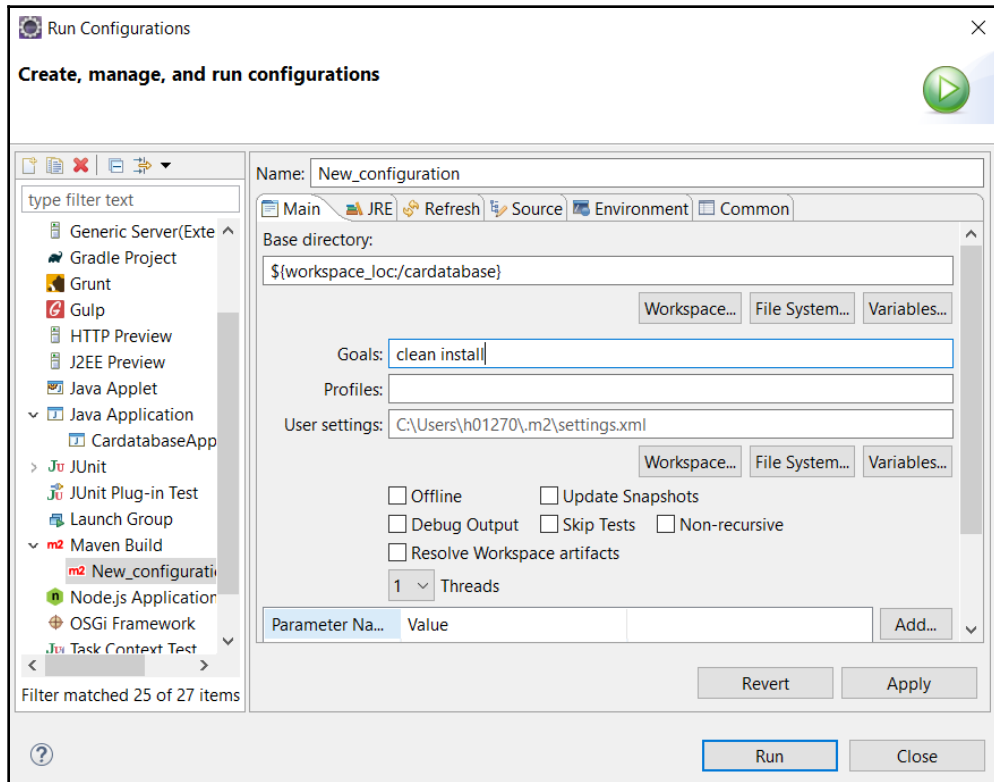 Run Configurations
Create, manage, and run configurations
type filter text
Generic Server(Exte
Gradle Project
Grunt
Gulp
HTTP Preview
J2EE Preview
Java Applet
Java Application
CardatabaseApp
Ju JUnit
JUnit Plug-in Test
Launch Group
m2 Maven Build
m2 New_configurati
Node.js Application
OSGi Framework
Ju Task Context Test
Filter matched 25 of 27 items
Name: New_configuration
Main JRE Refresh Source Environment Common
Base directory:
${workspace_loc:/cardatabase}
Workspace... File System... Variables...
Goals: clean install
Profiles:
User settings: C:\Users\h01270\.m2\settings.xml
Workspace... File System... Variables...
Offline Update Snapshots
Debug Output Skip Tests Non-recursive
Resolve Workspace artifacts
1 Threads
Parameter Na... Value Add...
Revert Apply
Run Close